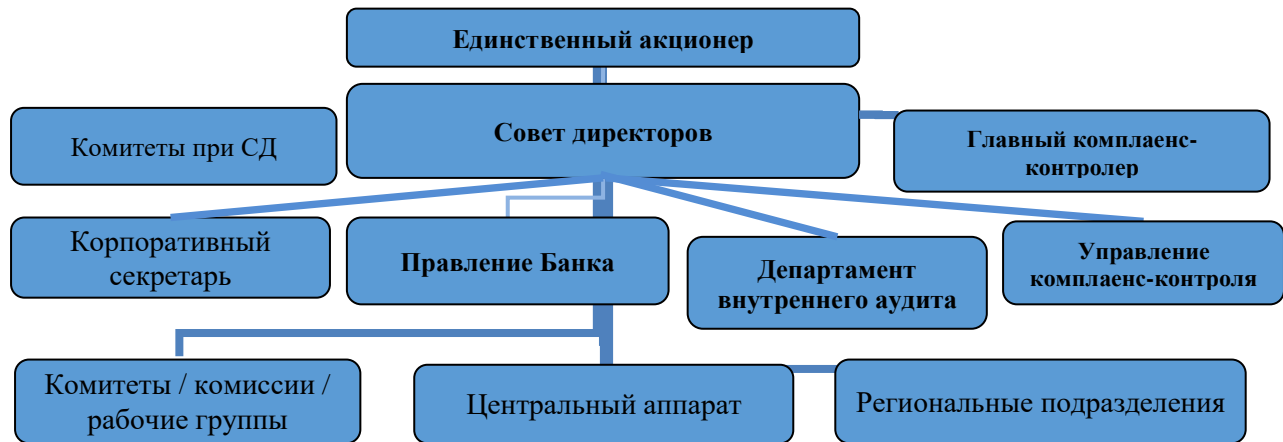 Единственный акционер
Совет директоров
Комитеты при СД
Главный комплаенс-
контролер
Корпоративный
секретарь
Правление Банка
Департамент
внутреннего аудита
Управление
комплаенс-контроля
Комитеты / комиссии /
рабочие группы
Центральный аппарат
Региональные подразделения